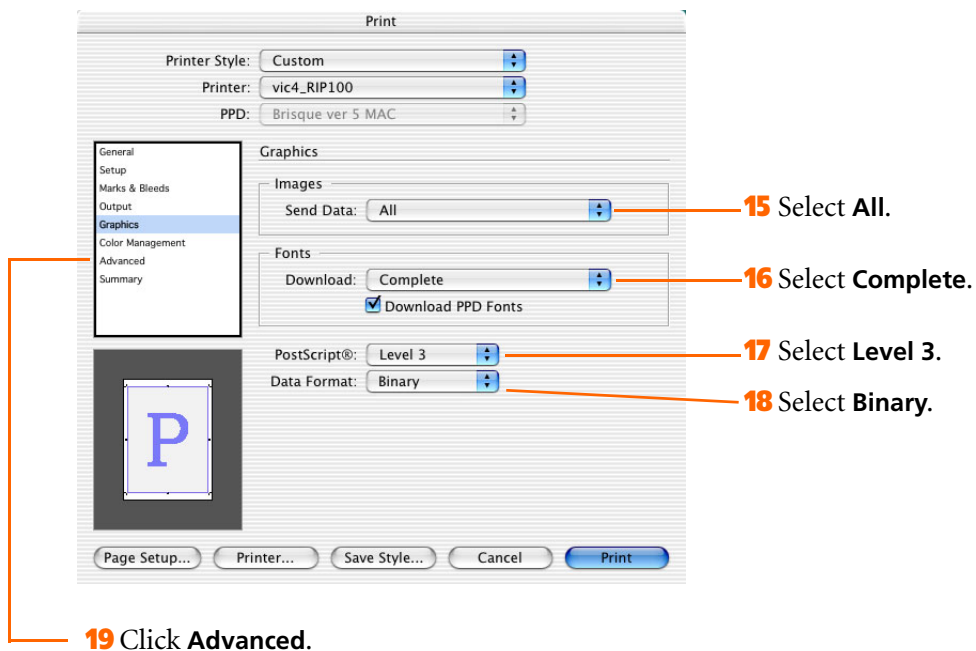 Print
Printer Style: Custom
Printer: vic4_RIP100
PPD: Brisque ver 5 MAC
General
Setup
Marks & Bleeds
Output
Graphics
Color Management
Advanced
Summary
Graphics
Images
Send Data: All
Fonts
Download: Complete
Download PPD Fonts
PostScript®: Level 3
Data Format: Binary
P
Page Setup... Printer... Save Style... Cancel Print
15 Select All.
16 Select Complete.
17 Select Level 3.
18 Select Binary.
19 Click Advanced.